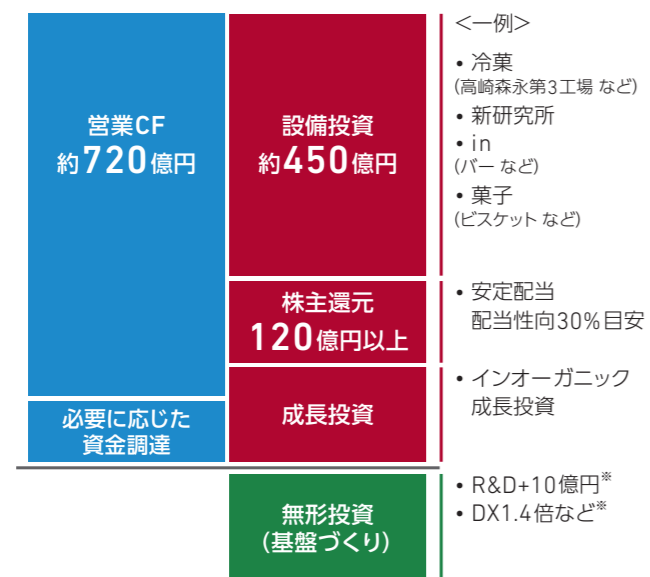 営業CF
約720億円
必要に応じた
資金調達
設備投資
約450億円
株主還元
120億円以上
成長投資
無形投資
(基盤づくり)
<一例>
• 冷菓
(高崎森永第3工場 など)
• 新研究所
• in
(バー など)
• 菓子
(ビスケット など)
• 安定配当
配当性向30%目安
• インオーガニック
成長投資
• R&D+10億円※
• DX1.4倍など※